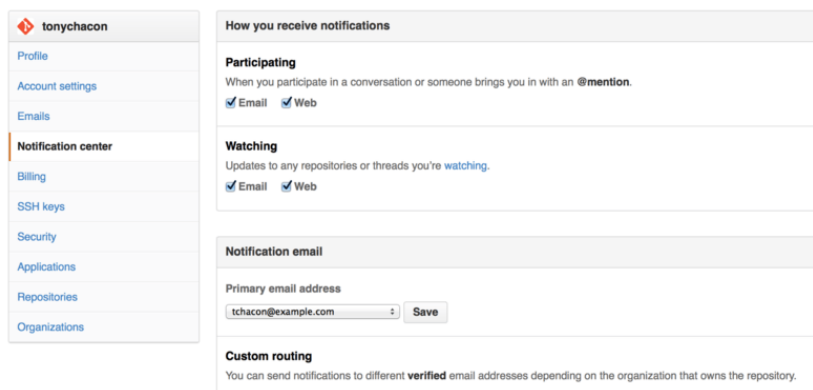 tonychacon
Profile
Account settings
Emails
Notification center
Billing
SSH keys
Security
Applications
Repositories
Organizations
How you receive notifications
Participating
When you participate in a conversation or someone brings you in with an @mention.
Email Web
Watching
Updates to any repositories or threads you're watching.
Email Web
Notification email
Primary email address
tchacon@example.com Save
Custom routing
You can send notifications to different verified email addresses depending on the organization that owns the repository.